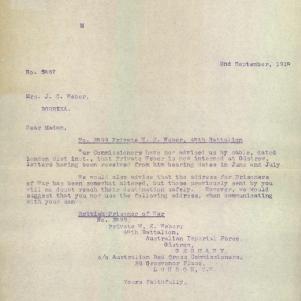 2nd September, 1918
No.
Mrs. J. C. Weber,
Dear Madam,
Private W. K. Weber, 48th Battalion
Our Commissioners have now advised us by cable, dated
London 31st inst., that Private Weber is now interned at Gistrow,
letters having been received from him bearing dates in June and July
We would also advise that the address for Prisoners
of War has been somewhat altered, but those previously sent by you
will no doubt reach their destination safely. However, we would
suggest that you now use the following address, when communicating
with your son:
British Prisoner of War
No. 3899,
Private W. K. Weber,
48th Battalion,
Australian Imperial Force,
Gistrow,
GERMANY.
c/o Australian Red Cross Commissioners,
Grosvenor Place,
LONDON, S.W.
Yours faithfully,